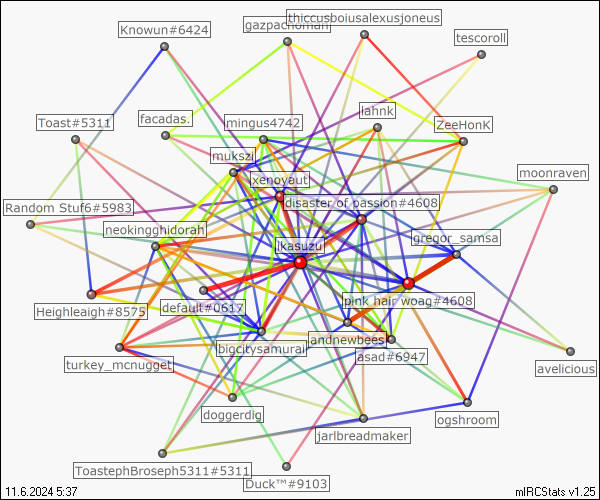 thiccusboiusalexusjoneus
Knowun#6424
gazpachoman
tescoroll
Toast#5311
facadas.
mingus4742
iahnk
ZeeHonK
mukszi
xenoyaut
moonraven
Random Stuf6#5983
disaster of passion#4608
neokingghidorah
gregor_samsa
lkasuzu
Heighleaigh#8575
default#0617
pink hair woag#4608
bigcitysamurai
andnewbees
asad#6947
turkey_mcnugget
avelicious
doggerdig
ogshroom
jarlbreadmaker
ToastephBroseph5311#5311
Duck™#9103
11.6.2024 5:37
mIRCStats v1.25